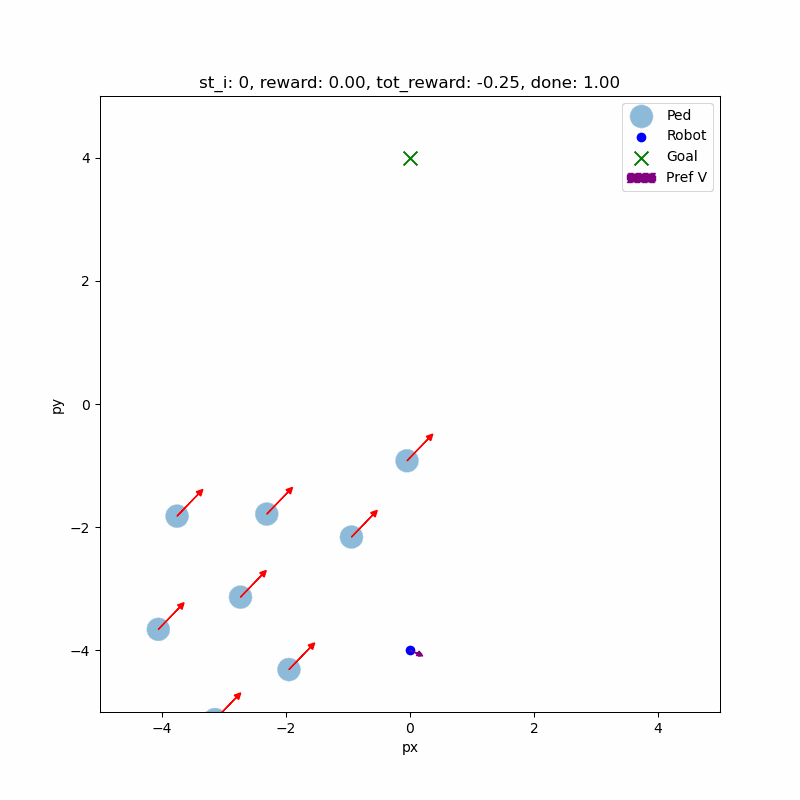 st_i: 0, reward: 0.00, tot_reward: -0.25, done: 1.00
Ped
Robot
Goal
Pref V
4
2
0
−2
−4
py
−4
−2
0
2
4
px